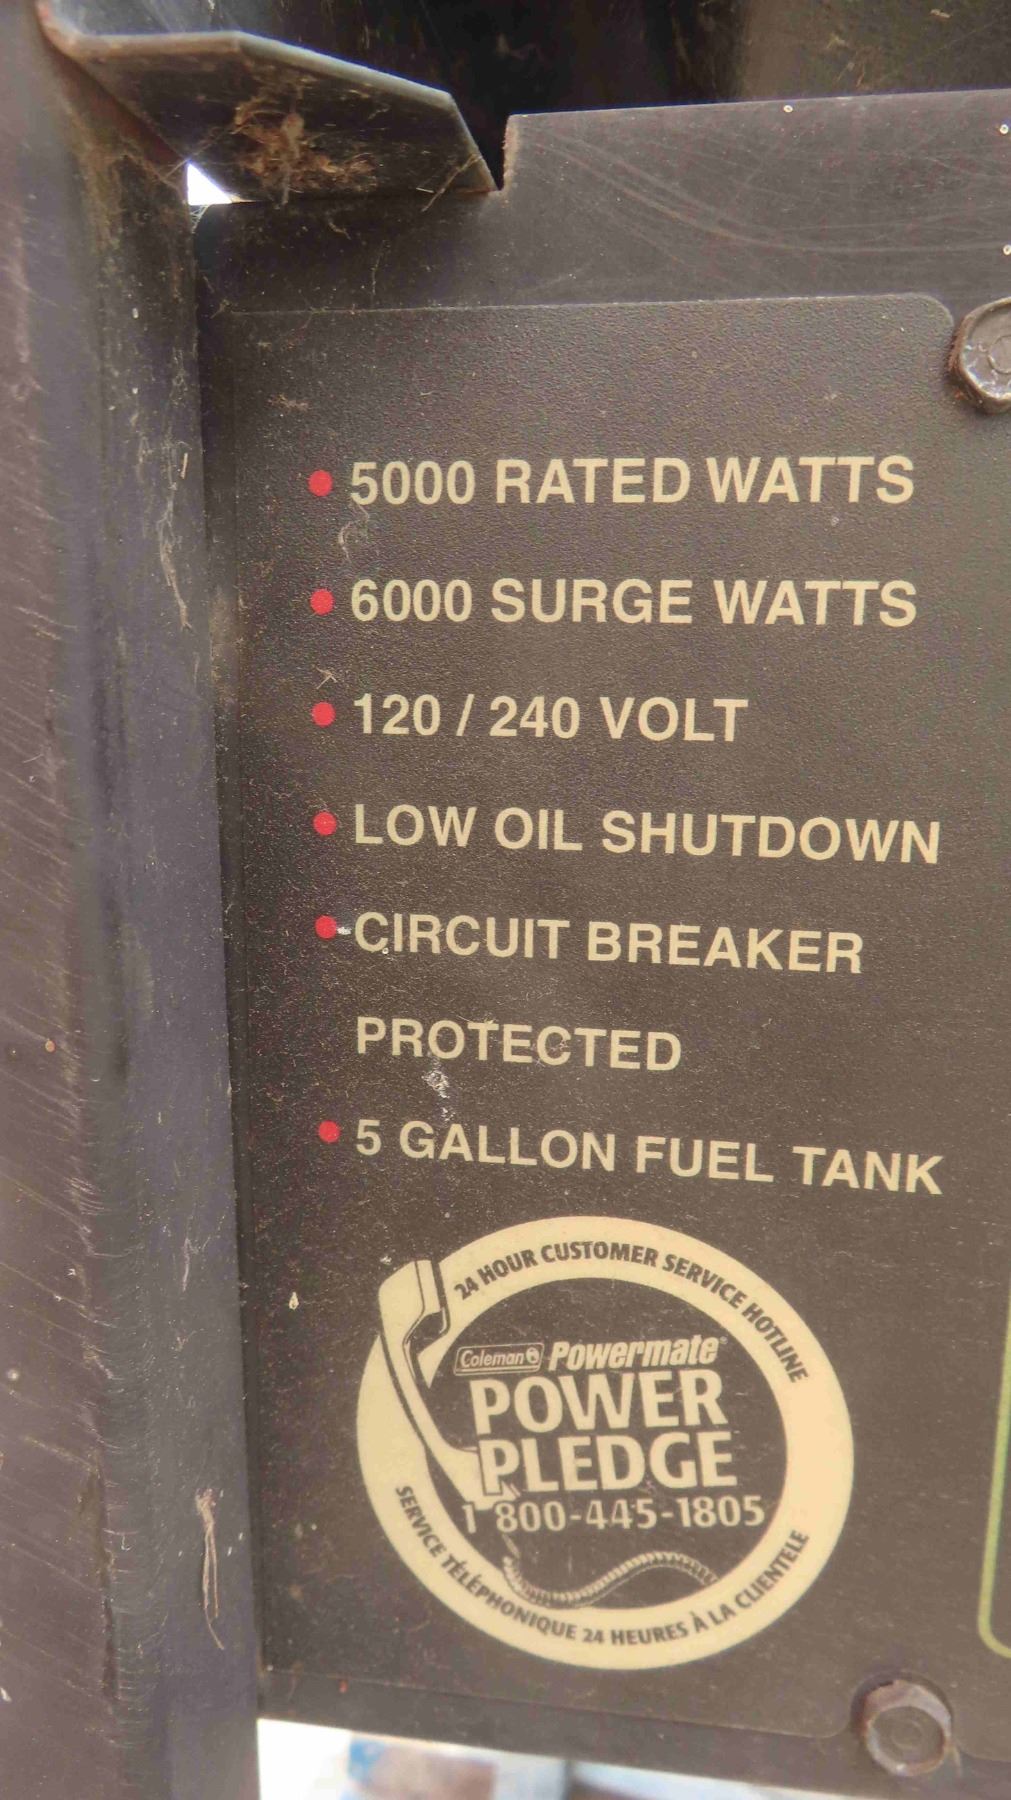 5000 RATED WATTS
6000 SURGE WATTS
120 / 240 VOLT
LOW OIL SHUTDOWN
CIRCUIT BREAKER
PROTECTED
5 GALLON FUEL TANK
24 HOUR CUSTOMER SERVICE HOTLINE
Coleman Powermate®
POWER
PLEDGE
1-800-445-1805
SERVICE TÉLÉPHONIQUE 24 HEURES À LA CLIENTELE